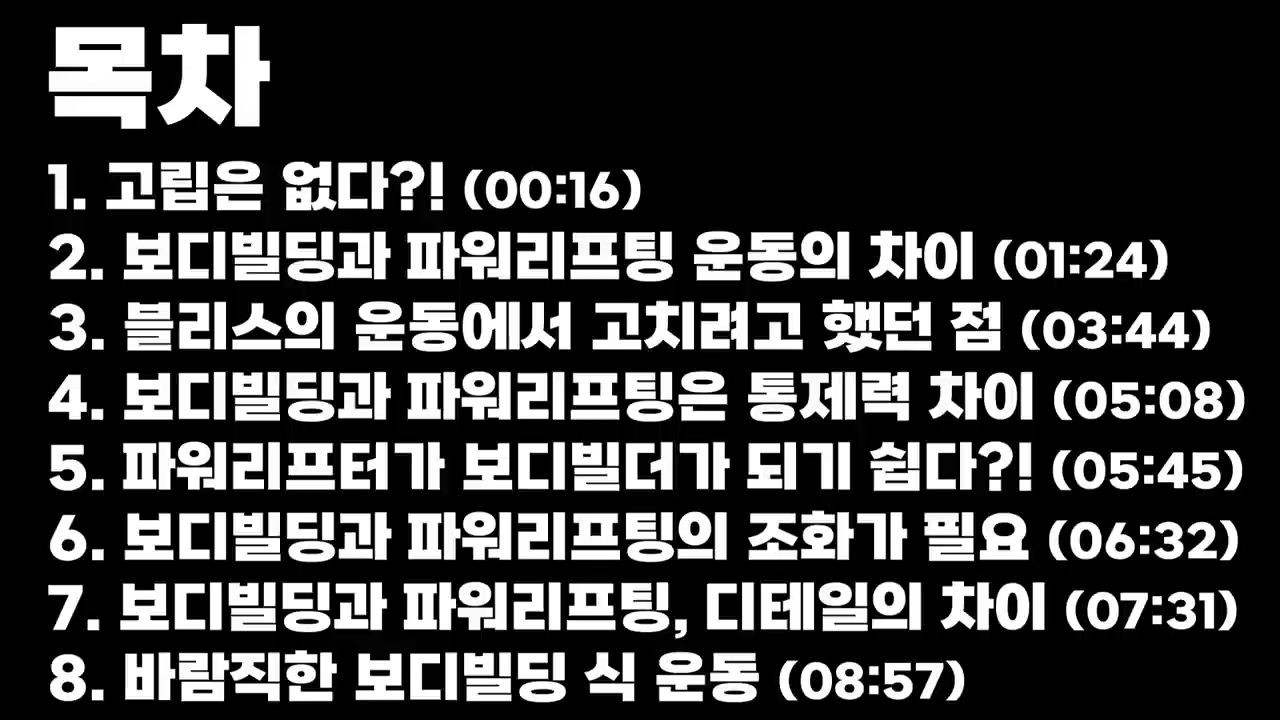 목차
1. 고립은 없다?! (00:16)
2. 보디빌딩과 파워리프팅 운동의 차이 (01:24)
3. 블리스의 운동에서 고치려고 했던 점 (03:44)
4. 보디빌딩과 파워리프팅은 통제력 차이 (05:08)
5. 파워리프터가 보디빌더가 되기 쉽다?! (05:45)
6. 보디빌딩과 파워리프팅의 조화가 필요 (06:32)
7. 보디빌딩과 파워리프팅, 디테일의 차이 (07:31)
8. 바람직한 보디빌딩 식 운동 (08:57)